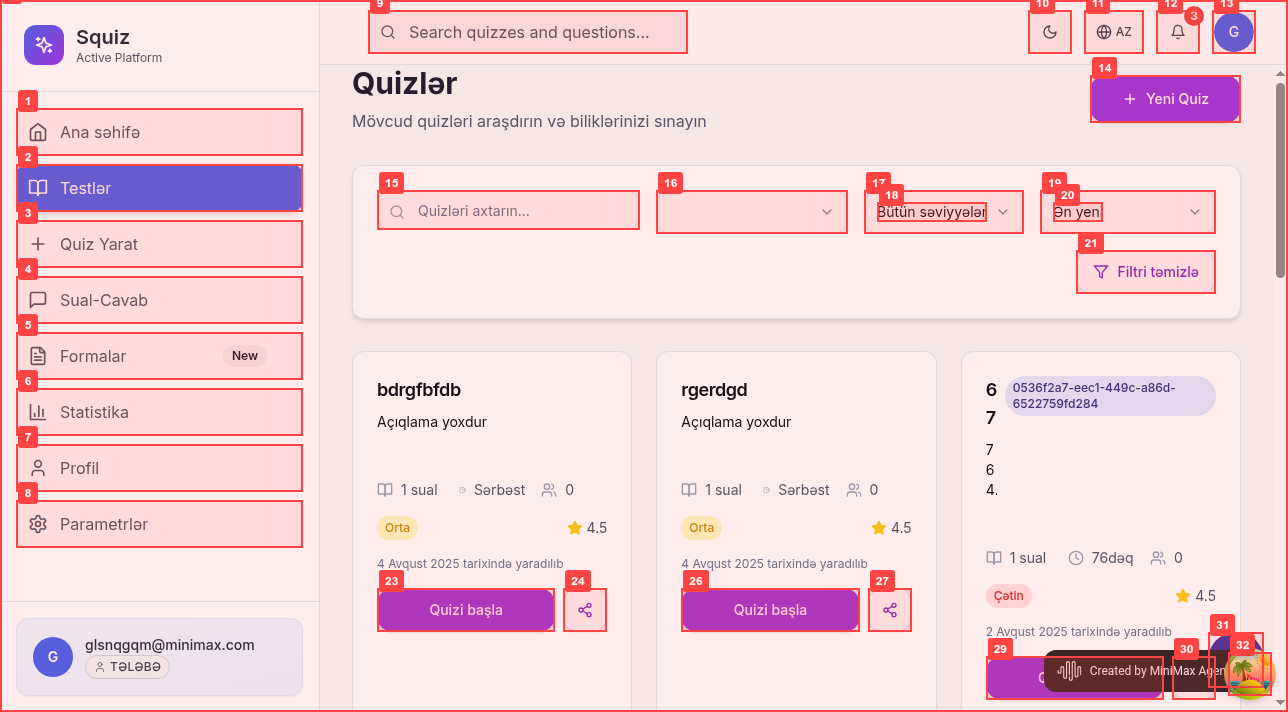 Squiz
Active Platform
1
Ana səhifə
2
Testlər
3
Quiz Yarat
4
Sual-Cavab
5
Formalar
New
6
Statistika
7
Profil
8
Parametrlər
G
glsnqgqm@minimax.com
TƏLƏBƏ
9
Search quizzes and questions...
10
11
AZ
12
3
13
G
Quizlər
Mövcud quizləri araşdırın və biliklərinizi sınayın
14
Yeni Quiz
15
Quizləri axtarın...
16
17
18
Bütün səviyyələr
19
20
Ən yeni
21
Filtri təmizlə
bdrgfbfdb
Açıqlama yoxdur
1 sual
Sərbəst
0
Orta
4.5
4 Avqust 2025 tarixində yaradılıb
23
Quizi başla
24
rgerdgd
Açıqlama yoxdur
1 sual
Sərbəst
0
Orta
4.5
4 Avqust 2025 tarixində yaradılıb
26
Quizi başla
27
6
7
0536f2a7-eec1-449c-a86d-
6522759fd284
7
6
4.
1 sual
76dəq
0
Çətin
4.5
2 Avqust 2025 tarixində yaradılıb
29
30
31
32
Created by MiniMax Agen